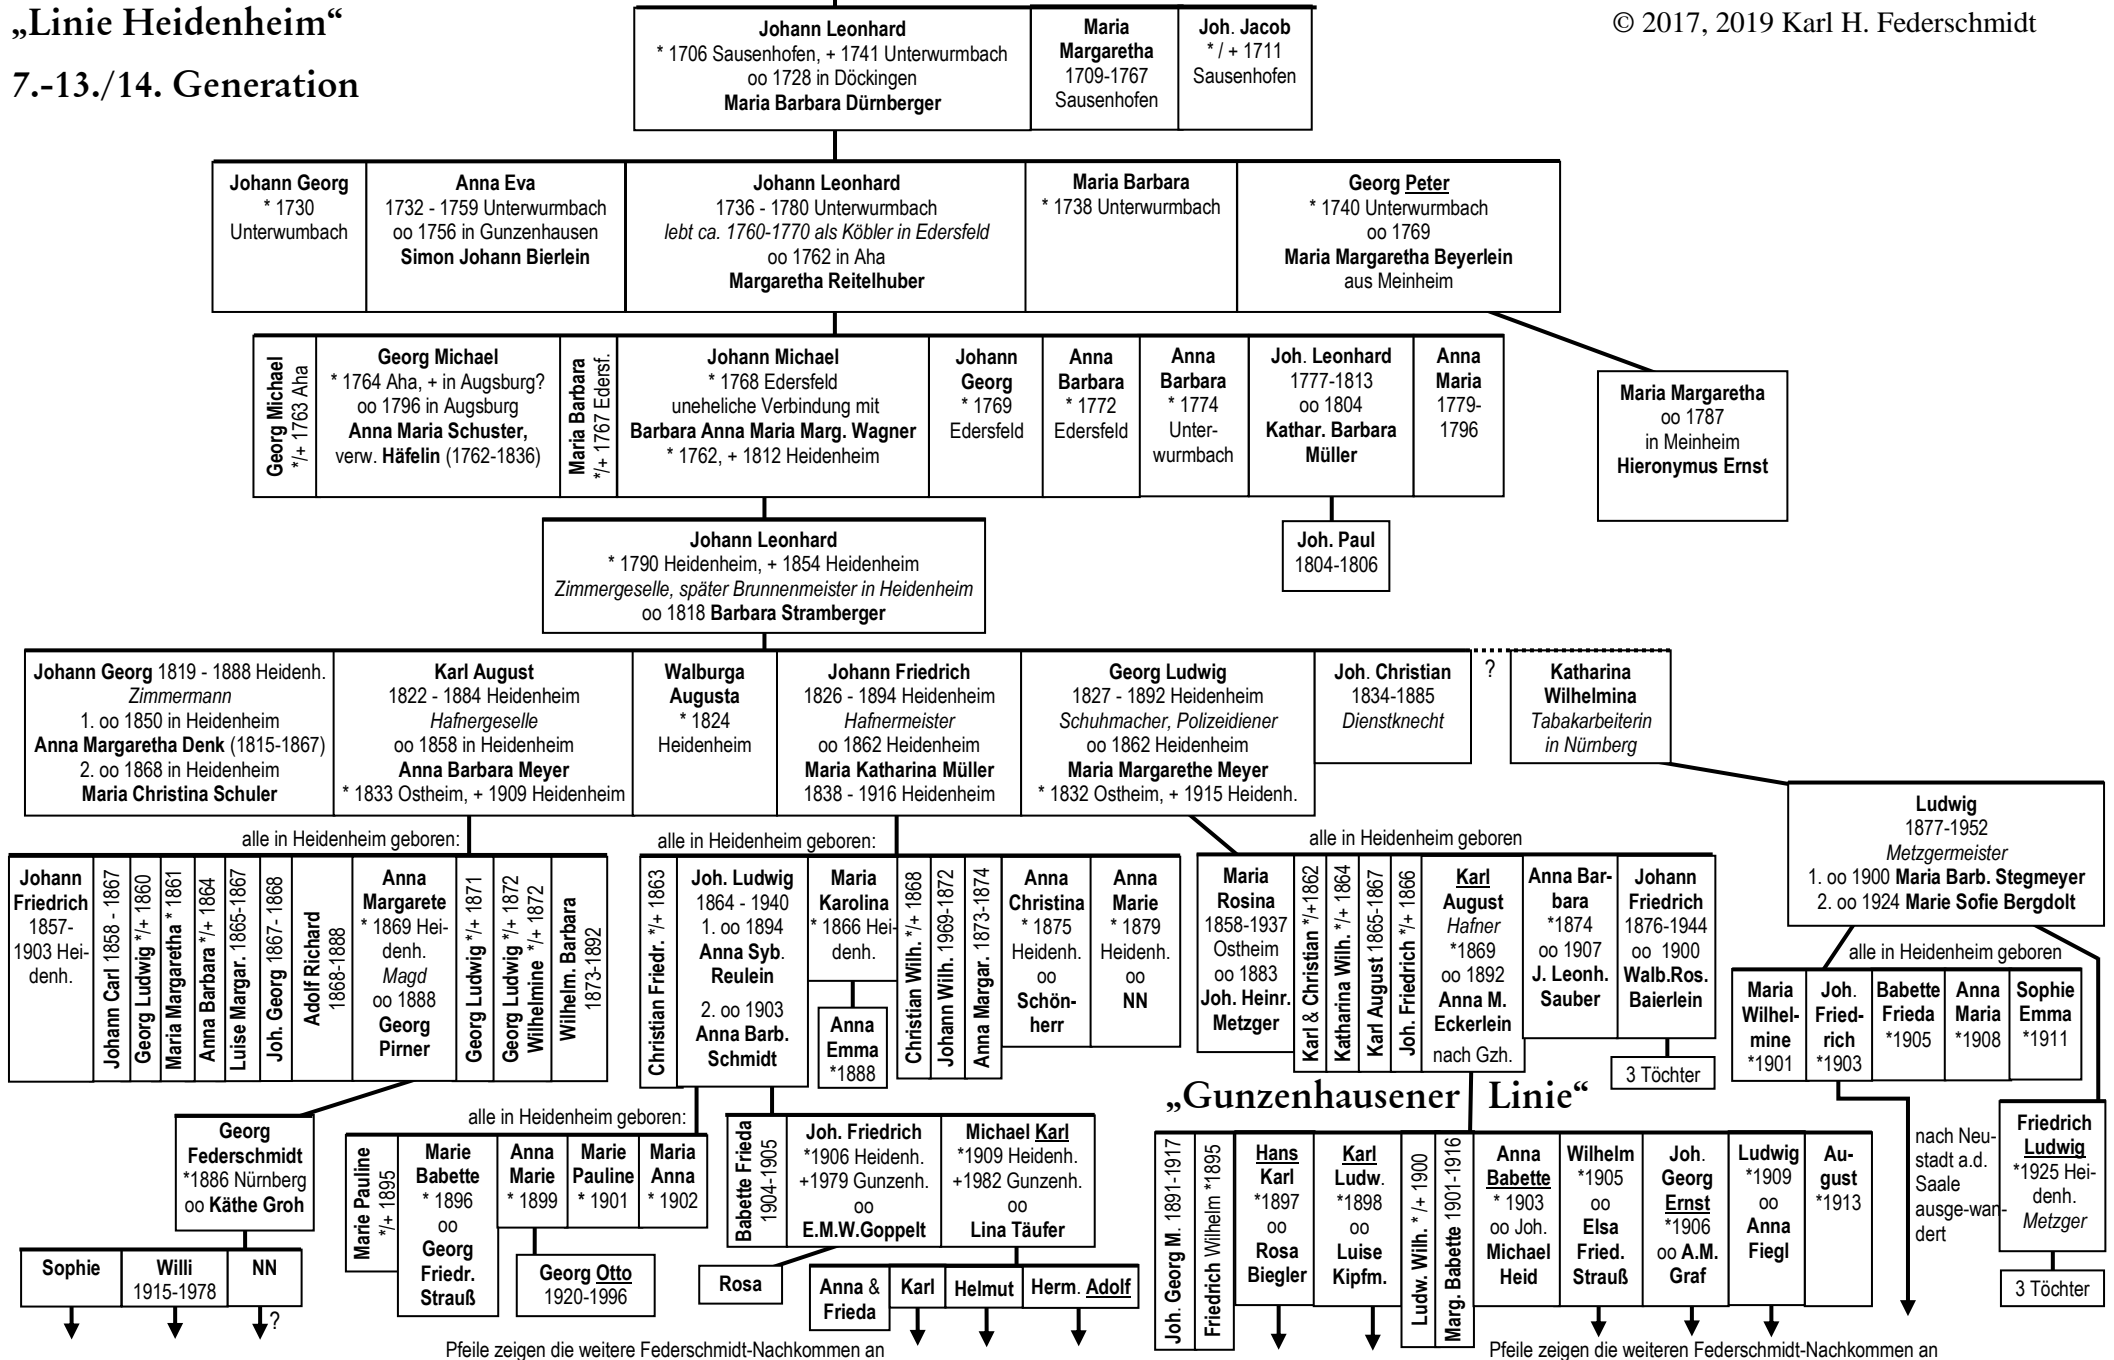 „Linie Heidenheim“
7.-13./14. Generation
© 2017, 2019 Karl H. Federschmidt
Johann Leonhard
* 1706 Sausenhofen, + 1741 Unterwurmbach
oo 1728 in Döckingen
Maria Barbara Dürnberger
Maria
Margaretha
1709-1767
Sausenhofen
Joh. Jacob
* / + 1711
Sausenhofen
Johann Georg
* 1730
Unterwumbach
Anna Eva
1732 - 1759 Unterwurmbach
oo 1756 in Gunzenhausen
Simon Johann Bierlein
Johann Leonhard
1736 - 1780 Unterwurmbach
lebt ca. 1760-1770 als Köbler in Edersfeld
oo 1762 in Aha
Margaretha Reitelhuber
Maria Barbara
* 1738 Unterwurmbach
Georg Peter
* 1740 Unterwurmbach
oo 1769
Maria Margaretha Beyerlein
aus Meinheim
Georg Michael
*/+ 1763 Aha
Georg Michael
* 1764 Aha, + in Augsburg?
oo 1796 in Augsburg
Anna Maria Schuster,
verw. Häfelin (1762-1836)
Maria Barbara
*/+ 1767 Edersf.
Johann Michael
* 1768 Edersfeld
uneheliche Verbindung mit
Barbara Anna Maria Marg. Wagner
* 1762, + 1812 Heidenheim
Johann
Georg
* 1769
Edersfeld
Anna
Barbara
* 1772
Edersfeld
Anna
Barbara
* 1774
Unter-
wurmbach
Joh. Leonhard
1777-1813
oo 1804
Kathar. Barbara
Müller
Anna
Maria
1779-
1796
Maria Margaretha
oo 1787
in Meinheim
Hieronymus Ernst
Johann Leonhard
* 1790 Heidenheim, + 1854 Heidenheim
Zimmergeselle, später Brunnenmeister in Heidenheim
oo 1818 Barbara Stramberger
Joh. Paul
1804-1806
Johann Georg 1819 - 1888 Heidenh.
Zimmermann
1. oo 1850 in Heidenheim
Anna Margaretha Denk (1815-1867)
2. oo 1868 in Heidenheim
Maria Christina Schuler
Karl August
1822 - 1884 Heidenheim
Hafnergeselle
oo 1858 in Heidenheim
Anna Barbara Meyer
* 1833 Ostheim, + 1909 Heidenheim
Walburga
Augusta
* 1824
Heidenheim
Johann Friedrich
1826 - 1894 Heidenheim
Hafnermeister
oo 1862 Heidenheim
Maria Katharina Müller
1838 - 1916 Heidenheim
Georg Ludwig
1827 - 1892 Heidenheim
Schuhmacher, Polizeidiener
oo 1862 Heidenheim
Maria Margarethe Meyer
* 1832 Ostheim, + 1915 Heidenh.
Joh. Christian
1834-1885
Dienstknecht
?
Katharina
Wilhelmina
Tabakarbeiterin
in Nürnberg
Ludwig
1877-1952
Metzgermeister
1. oo 1900 Maria Barb. Stegmeyer
2. oo 1924 Marie Sofie Bergdolt
alle in Heidenheim geboren:
Johann
Friedrich
1857-
1903 Hei-
denh.
Johann Carl 1858 - 1867
Georg Ludwig */+ 1860
Maria Margaretha * 1861
Anna Barbara */+ 1864
Luise Margar. 1865-1867
Joh. Georg 1867- 1868
Adolf Richard
1868-1888
Anna
Margarete
* 1869 Hei-
denh.
Magd
oo 1888
Georg
Pirner
Georg Ludwig */+ 1871
Georg Ludwig */+ 1872
Wilhelmine */+ 1872
Wilhelm. Barbara
1873-1892
alle in Heidenheim geboren:
Christian Friedr. */+ 1863
Joh. Ludwig
1864 - 1940
1. oo 1894
Anna Syb.
Reulein
2. oo 1903
Anna Barb.
Schmidt
Maria
Karolina
* 1866 Hei-
denh.
Anna
Emma
*1888
Christian Wilh. */+ 1868
Johann Wilh. 1969-1872
Anna Margar. 1873-1874
Anna
Christina
* 1875
Heidenh.
oo
Schön-
herr
Anna
Marie
* 1879
Heidenh.
oo
NN
alle in Heidenheim geboren
Maria
Rosina
1858-1937
Ostheim
oo 1883
Joh. Heinr.
Metzger
Karl & Christian */+1862
Katharina Wilh. */+ 1864
Karl August 1865-1867
Joh. Friedrich */+ 1866
Karl
August
Hafner
*1869
oo 1892
Anna M.
Eckerlein
nach Gzh.
Anna Bar-
bara
*1874
oo 1907
J. Leonh.
Sauber
Johann
Friedrich
1876-1944
oo 1900
Walb.Ros.
Baierlein
3 Töchter
alle in Heidenheim geboren
Maria
Wilhel-
mine
*1901
Joh.
Fried-
rich
*1903
Babette
Frieda
*1905
Anna
Maria
*1908
Sophie
Emma
*1911
Georg
Federschmidt
*1886 Nürnberg
oo Käthe Groh
Sophie
Willi
1915-1978
NN
?
alle in Heidenheim geboren:
Marie Pauline
*/+ 1895
Marie
Babette
* 1896
oo
Georg
Friedr.
Strauß
Anna
Marie
* 1899
Marie
Pauline
* 1901
Maria
Anna
* 1902
Georg Otto
1920-1996
Babette Frieda
1904-1905
Joh. Friedrich
*1906 Heidenh.
+1979 Gunzenh.
oo
E.M.W.Goppelt
Michael Karl
*1909 Heidenh.
+1982 Gunzenh.
oo
Lina Täufer
Rosa
Anna &
Frieda
Karl
Helmut
Herm. Adolf
„Gunzenhausener Linie“
Joh. Georg M. 1891-1917
Friedrich Wilhelm *1895
Hans
Karl
*1897
oo
Rosa
Biegler
Karl
Ludw.
*1898
oo
Luise
Kipfm.
Ludw. Wilh. * /+ 1900
Marg. Babette 1901-1916
Anna
Babette
* 1903
oo Joh.
Michael
Heid
Wilhelm
*1905
oo
Elsa
Fried.
Strauß
Joh.
Georg
Ernst
*1906
oo A.M.
Graf
Ludwig
*1909
oo
Anna
Fiegl
Au-
gust
*1913
nach Neu-
stadt a.d.
Saale
ausge-wan-
dert
Friedrich
Ludwig
*1925 Hei-
denh.
Metzger
3 Töchter
Pfeile zeigen die weitere Federschmidt-Nachkommen an
Pfeile zeigen die weiteren Federschmidt-Nachkommen an